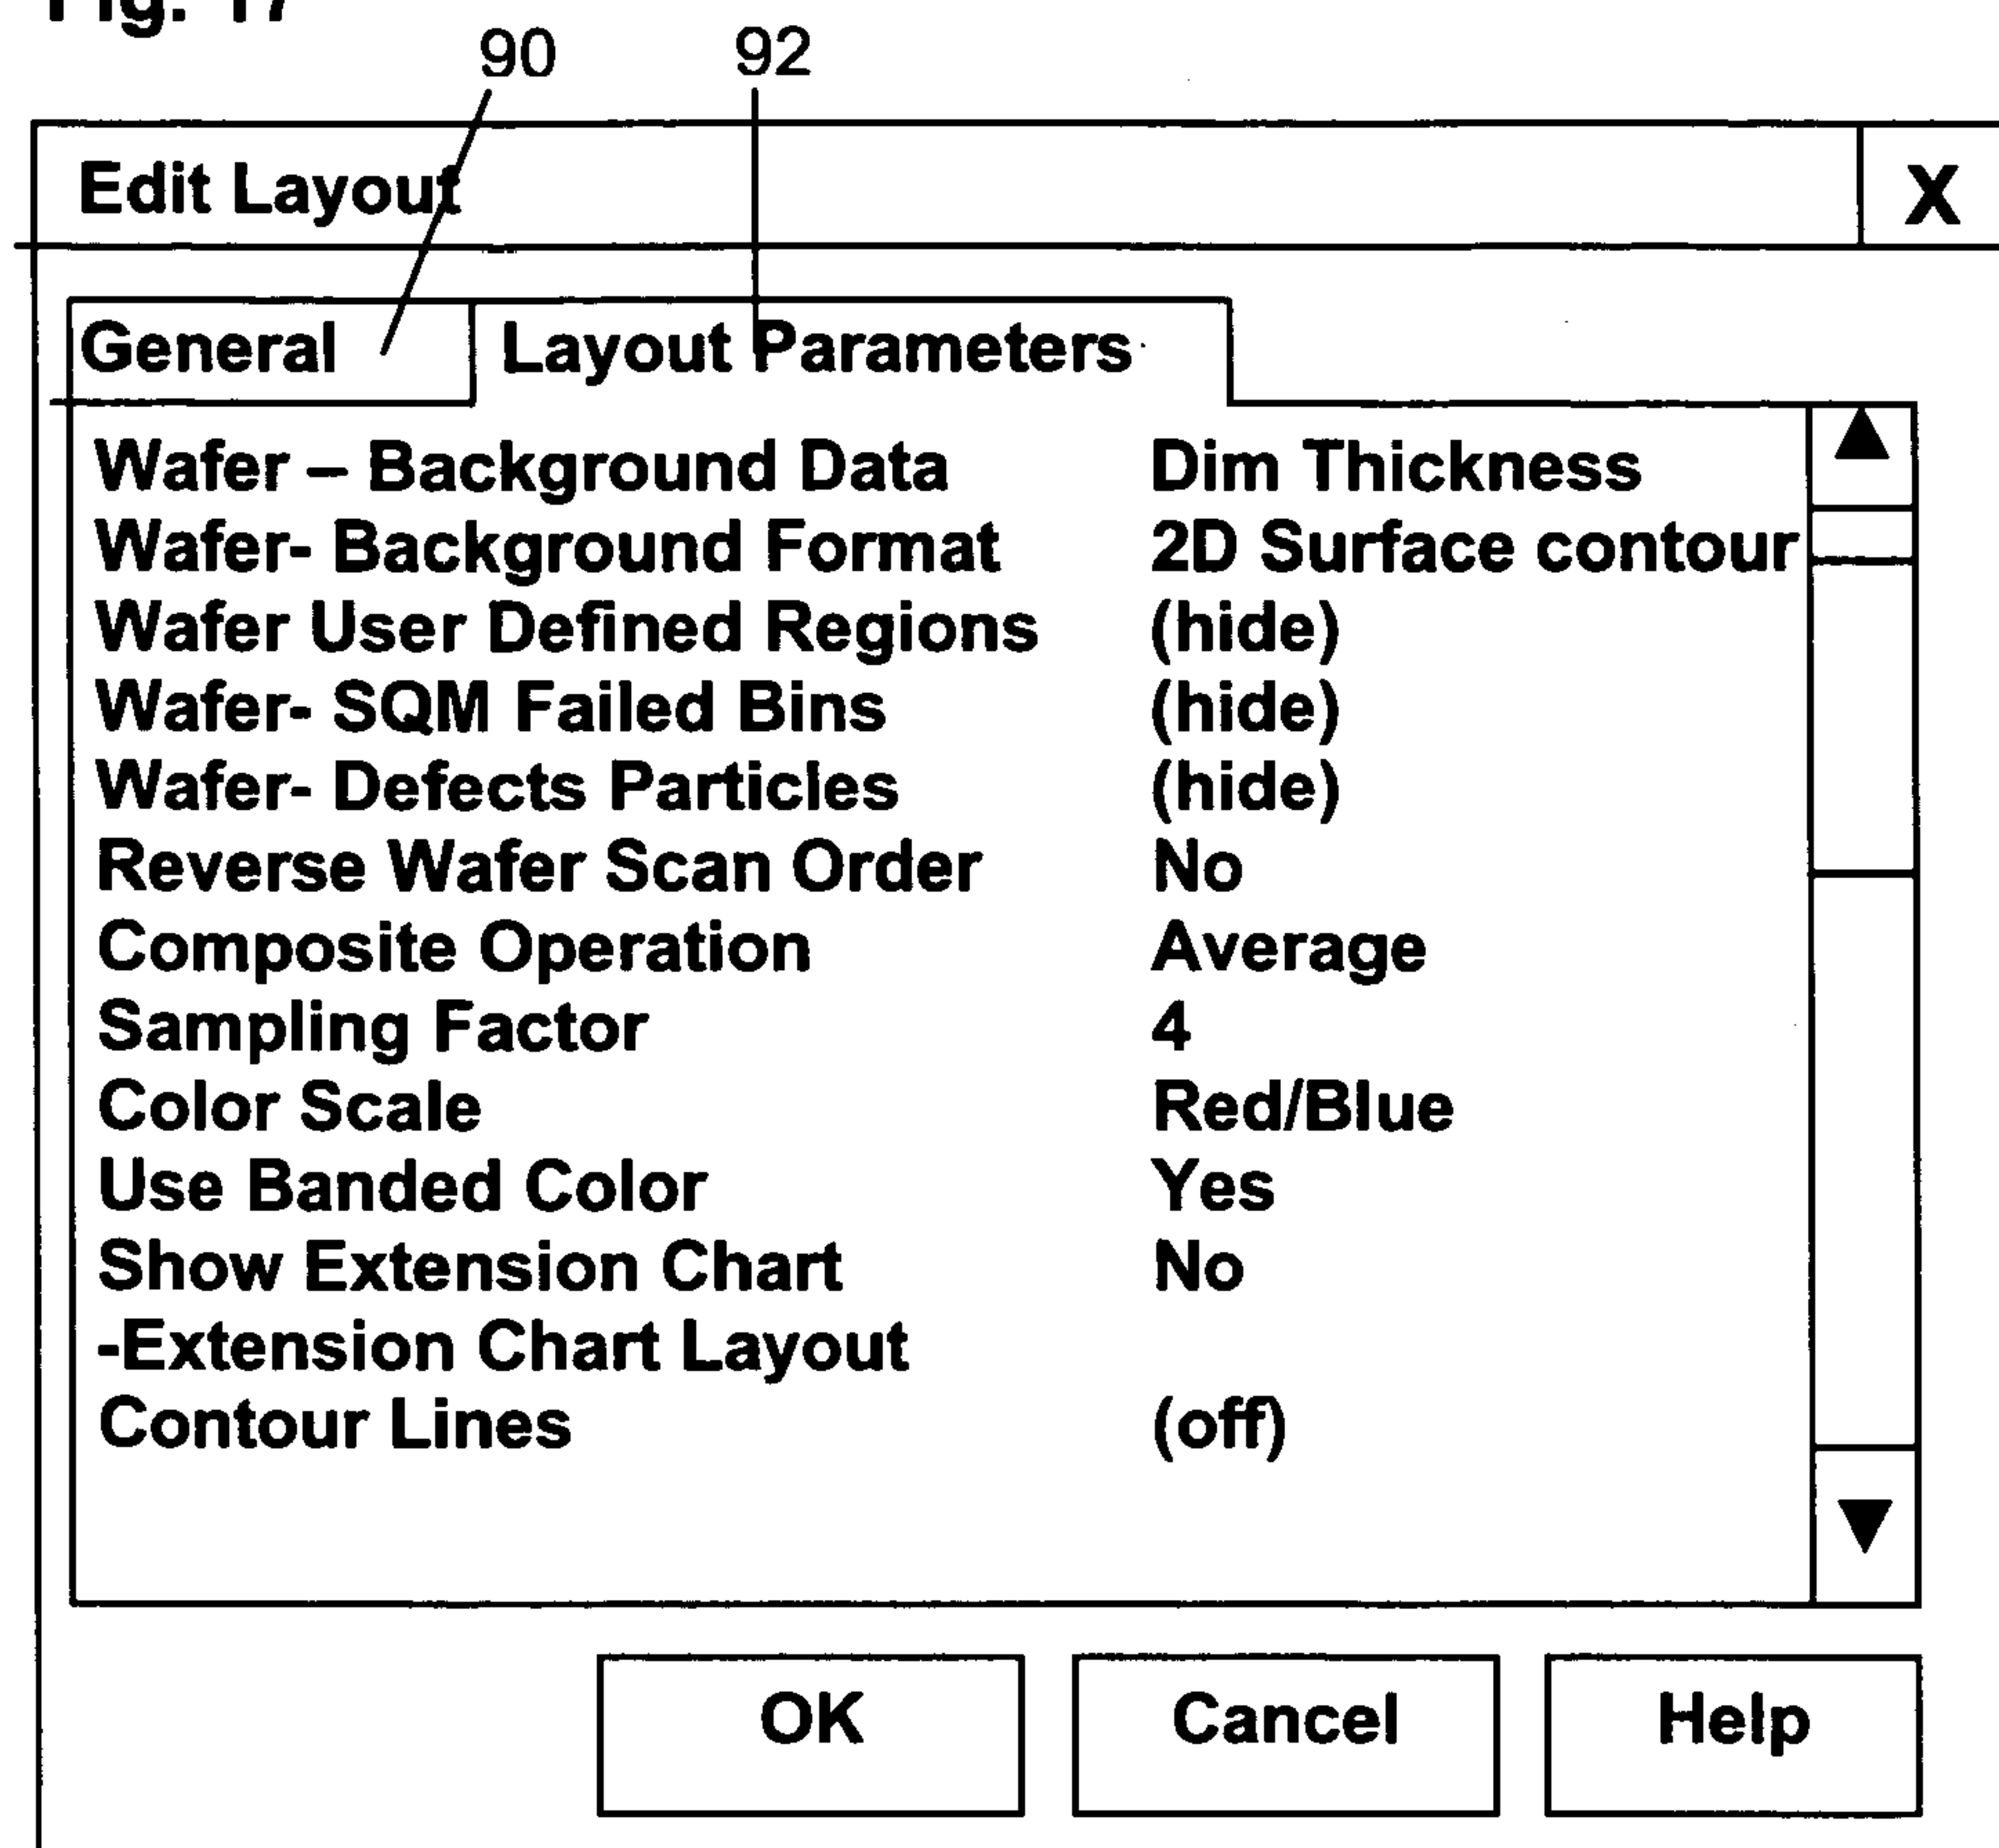 Fig. 17
90 92
Edit Layout X
General Layout Parameters
Wafer – Background Data Dim Thickness
Wafer- Background Format 2D Surface contour
Wafer User Defined Regions (hide)
Wafer- SQM Failed Bins (hide)
Wafer- Defects Particles (hide)
Reverse Wafer Scan Order No
Composite Operation Average
Sampling Factor 4
Color Scale Red/Blue
Use Banded Color Yes
Show Extension Chart No
-Extension Chart Layout
Contour Lines (off)
OK Cancel Help